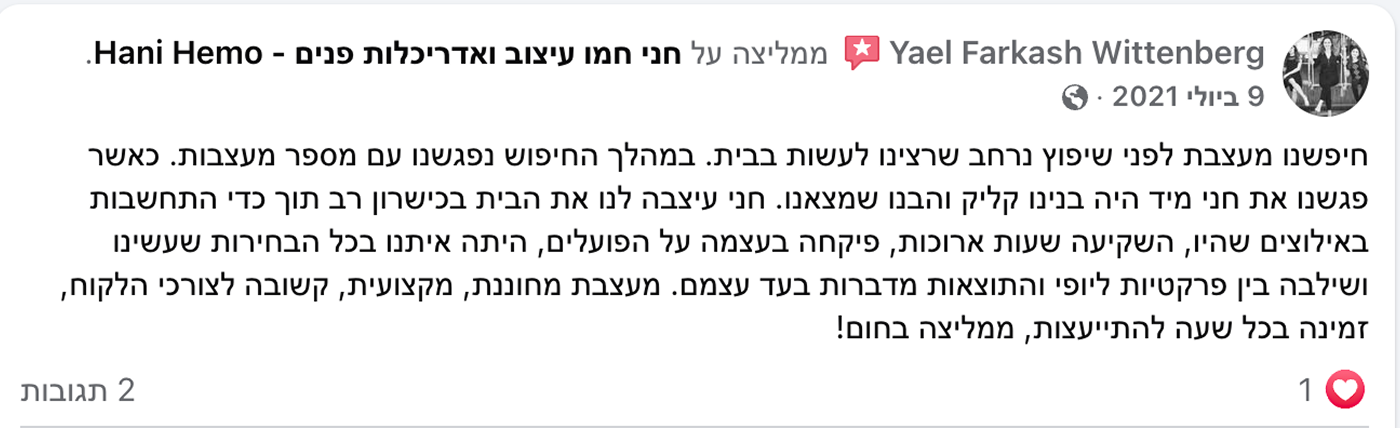 Yael Farkash Wittenberg ממליצה על חני חמו עיצוב ואדריכלות פנים - Hani Hemo.
9 ביולי 2021 ·
חיפשנו מעצבת לפני שיפוץ נרחב שרצינו לעשות בבית. במהלך החיפוש נפגשנו עם מספר מעצבות. כאשר
פגשנו את חני מיד היה בנינו קליק והבנו שמצאנו. חני עיצבה לנו את הבית בכישרון רב תוך כדי התחשבות
באילוצים שהיו, השקיעה שעות ארוכות, פיקחה בעצמה על הפועלים, היתה איתנו בכל הבחירות שעשינו
ושילבה בין פרקטיות ליופי והתוצאות מדברות בעד עצמם. מעצבת מחוננת, מקצועית, קשובה לצורכי הלקוח,
זמינה בכל שעה להתייעצות, ממליצה בחום!
1
2 תגובות